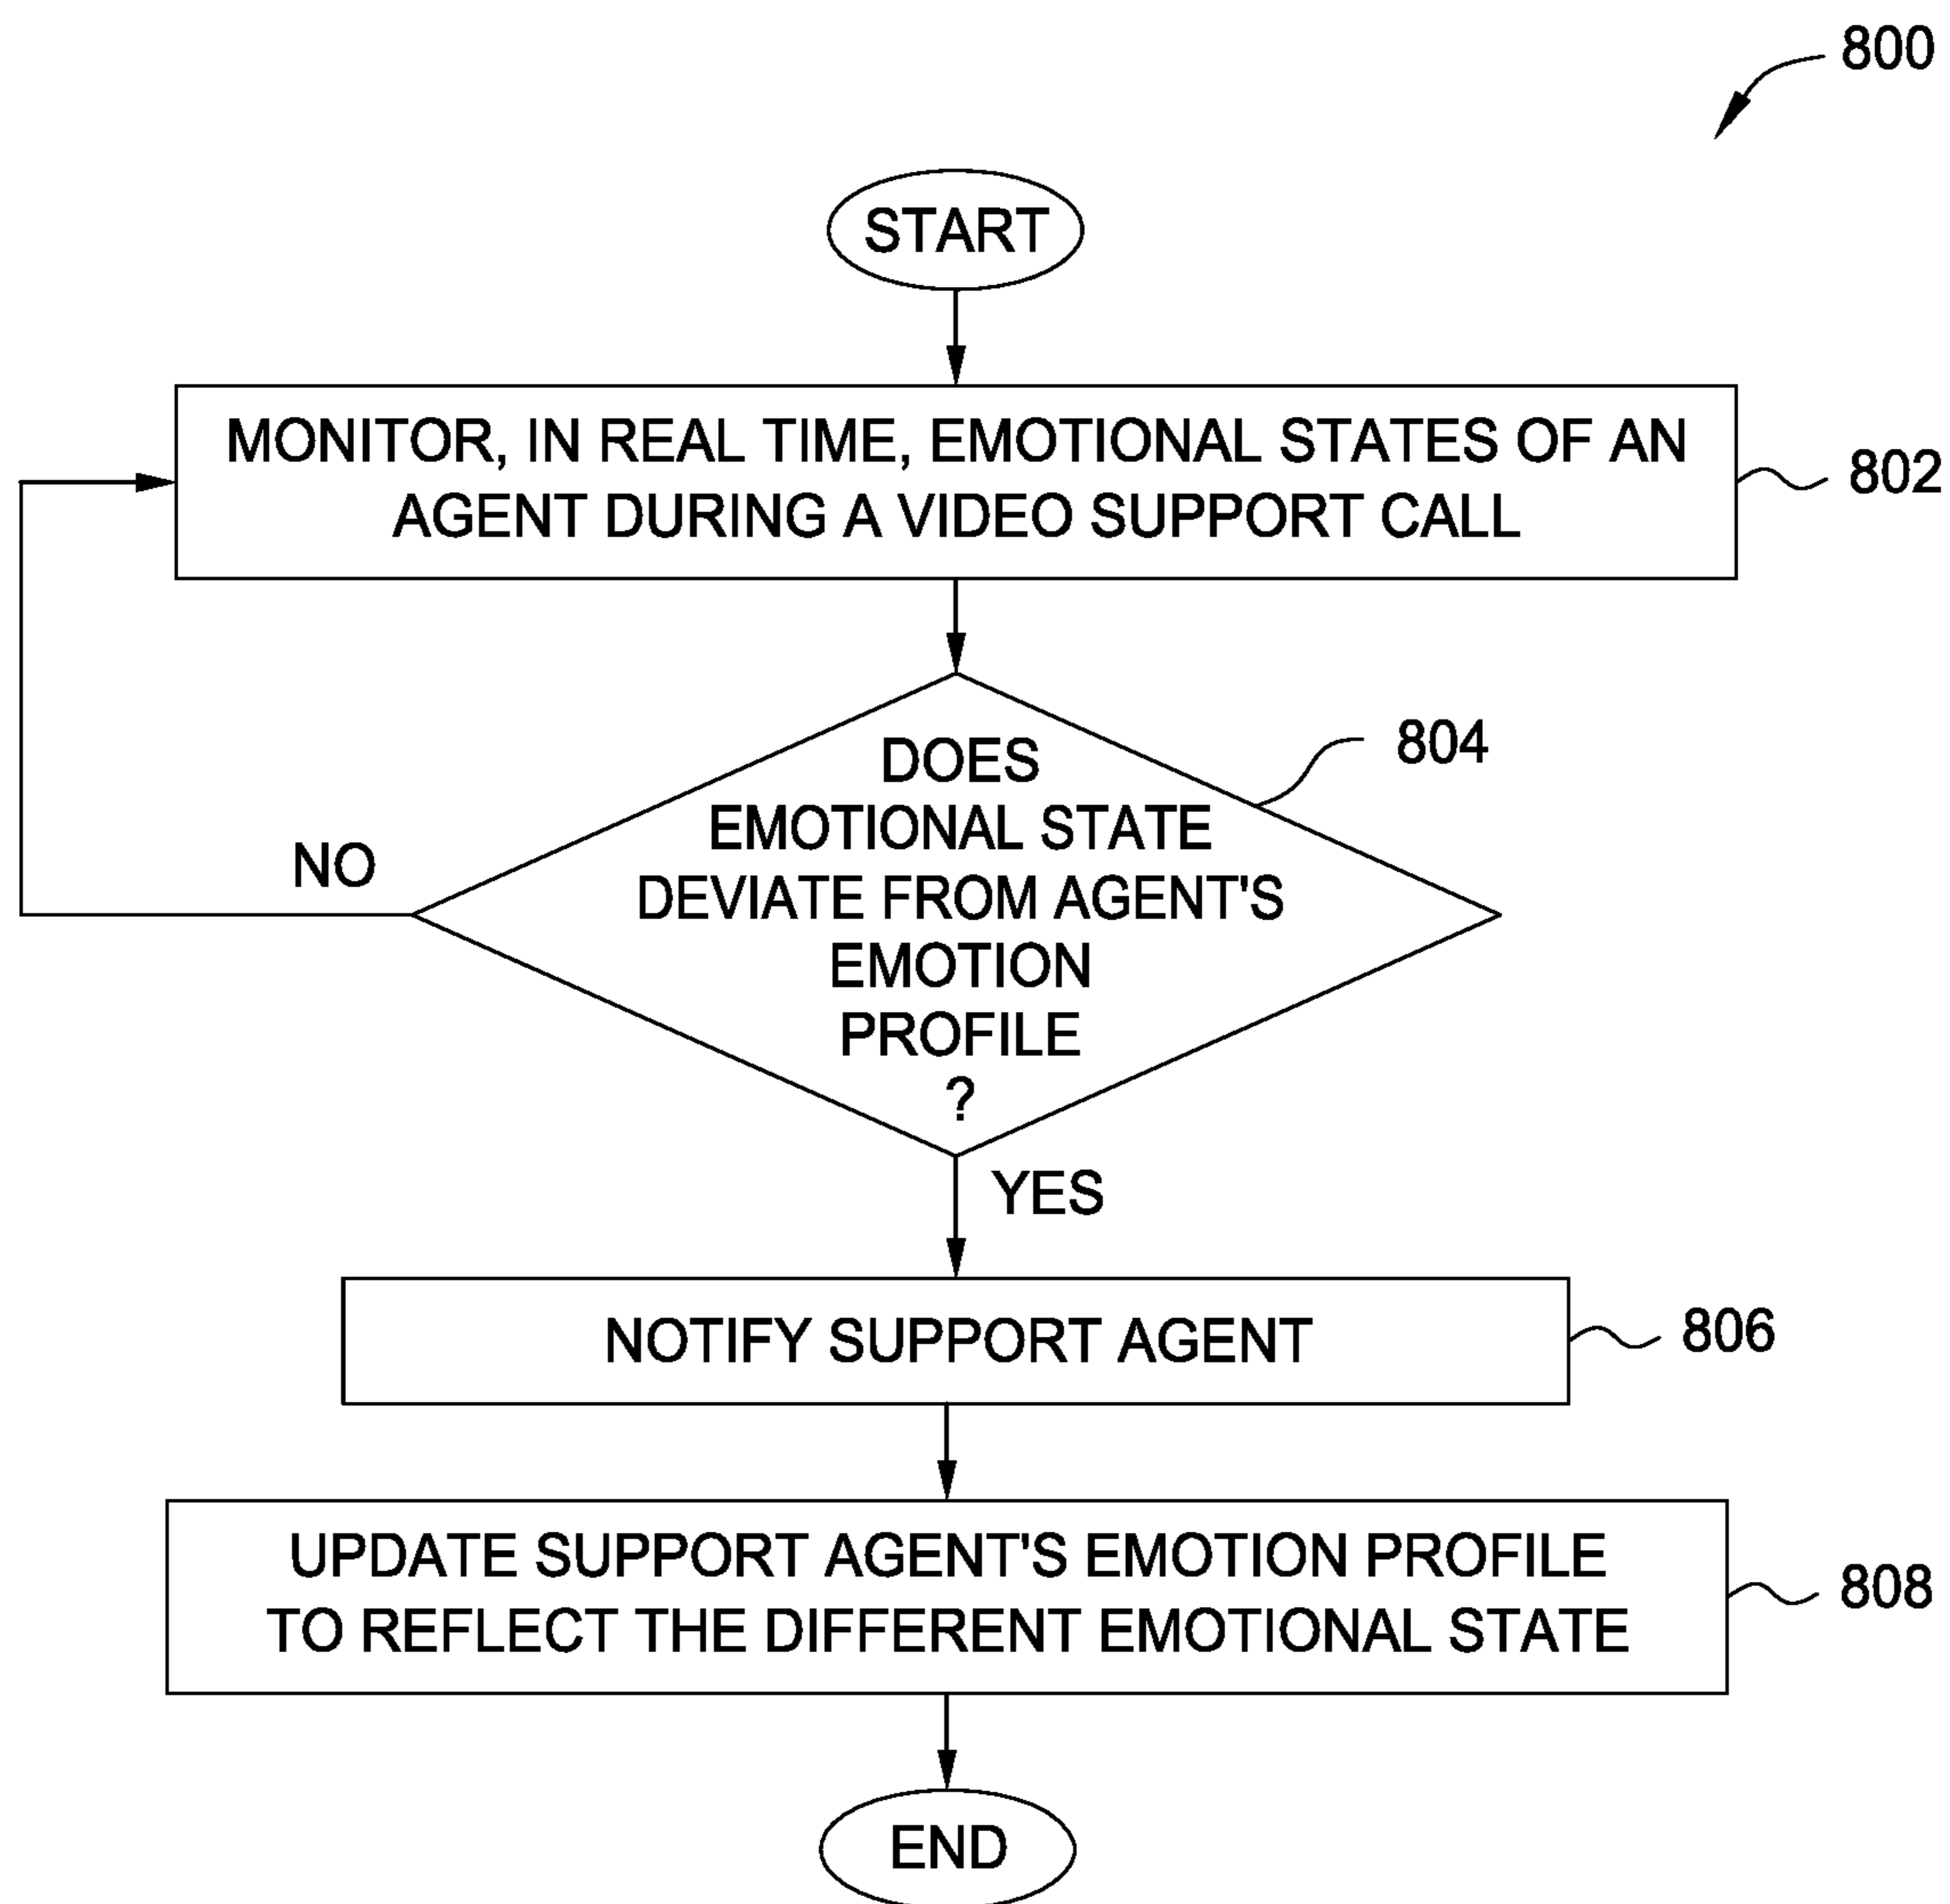 800
START
MONITOR, IN REAL TIME, EMOTIONAL STATES OF AN
AGENT DURING A VIDEO SUPPORT CALL
802
DOES
EMOTIONAL STATE
DEVIATE FROM AGENT'S
EMOTION
PROFILE
?
804
NO
YES
NOTIFY SUPPORT AGENT
806
UPDATE SUPPORT AGENT'S EMOTION PROFILE
TO REFLECT THE DIFFERENT EMOTIONAL STATE
808
END